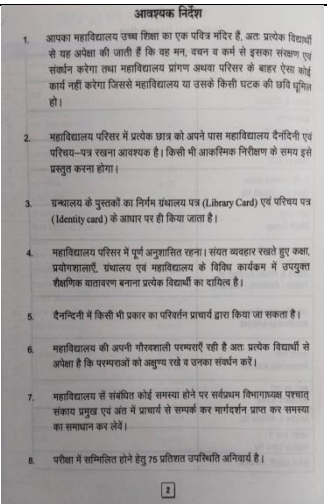 आवश्यक निर्देश
1. आपका महाविद्यालय उच्च शिक्षा का एक पवित्र मंदिर है, अतः प्रत्येक विद्यार्थी
से यह अपेक्षा की जाती हैं कि वह मन, वचन व कर्म से इसका संरक्षण एवं
संवर्धन करेगा तथा महाविद्यालय प्रांगण अथवा परिसर के बाहर ऐसा कोई
कार्य नहीं करेगा जिससे महाविद्यालय या उसके किसी घटक की छवि धूमिल
हो।
2. महाविद्यालय परिसर में प्रत्येक छात्र को अपने पास महाविद्यालय दैनंदिनी एवं
परिचय-पत्र रखना आवश्यक है। किसी भी आकस्मिक निरीक्षण के समय इसे
प्रस्तुत करना होगा।
3. ग्रन्थालय के पुस्तकों का निर्गम ग्रंथालय पत्र (Library Card) एवं परिचय पत्र
(Identity card) के आधार पर ही किया जाता है।
4. महाविद्यालय परिसर में पूर्ण अनुशासित रहना। संयत व्यवहार रखते हुए कक्षा,
प्रयोगशालाएँ, ग्रंथालय एवं महाविद्यालय के विविध कार्यकम में उपयुक्त
शैक्षणिक वातावरण बनाना प्रत्येक विद्यार्थी का दायित्व है।
5. दैनन्दिनी में किसी भी प्रकार का परिवर्तन प्राचार्य द्वारा किया जा सकता है।
6. महाविद्यालय की अपनी गौरवशाली परम्पराएँ रही है अतः प्रत्येक विद्यार्थी से
अपेक्षा है कि परम्पराओं को अक्षुण्य रखे व उनका संवर्धन करें।
7. महाविद्यालय सें संबंधित कोई समस्या होने पर सर्वप्रथम विभागाध्यक्ष पश्चात्
संकाय प्रमुख एवं अंत में प्राचार्य से सम्पर्क कर मार्गदर्शन प्राप्त कर समस्या
का समाधान कर लेवें।
8. परीक्षा में सम्मिलित होने हेतु 75 प्रतिशत उपस्थिति अनिवार्य है।
2